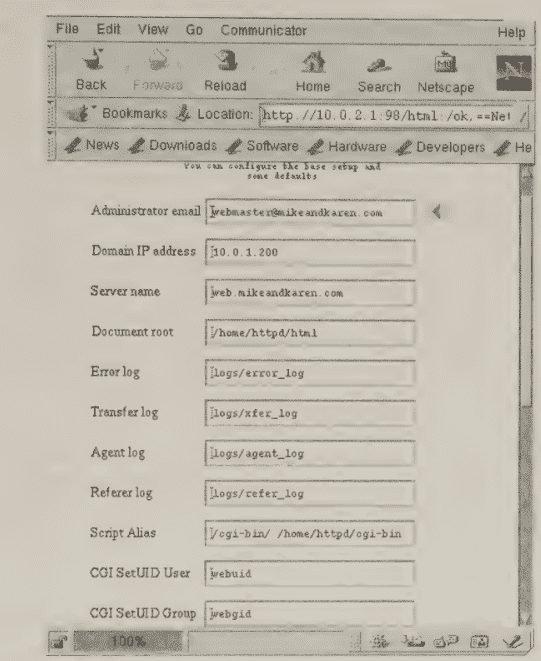 File Edit View Go Communicator Help
Back Forward Reload Home Search Netscape
Bookmarks Location: http://10.0.2.1:98/html:/ok,==Net
News Downloads Software Hardware Developers He
You can configure the base setup and
some defaults
Administrator email webmaster@mikeandkaren.com
Domain IP address 10.0.1.200
Server name web.mikeandkaren.com
Document root /home/httpd/html
Error log logs/error_log
Transfer log logs/xfer_log
Agent log logs/agent_log
Referer log logs/refer_log
Script Alias /cgi-bin/ /home/httpd/cgi-bin
CGI SetUID User webuid
CGI SetUID Group webgid
100%